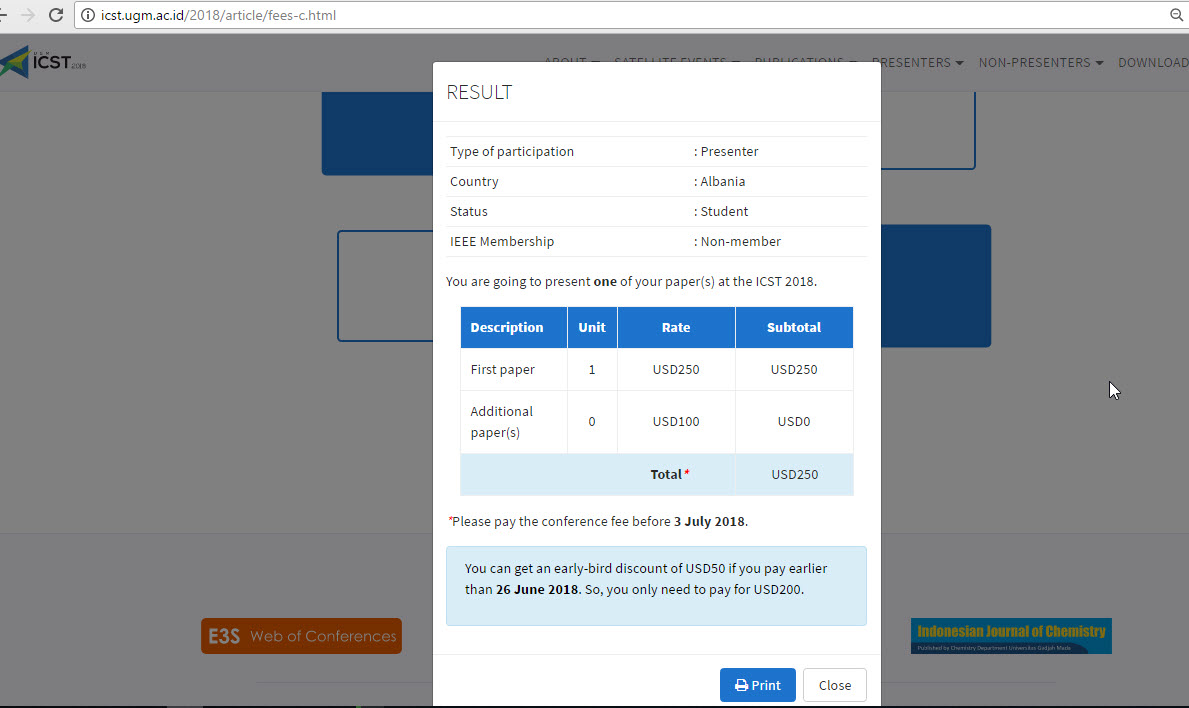 icst.ugm.ac.id/2018/article/fees-c.html
UGM
ICST 2018
ABOUT SATELLITE EVENTS PUBLICATIONS PRESENTERS NON-PRESENTERS DOWNLOAD
RESULT
Type of participation : Presenter
Country : Albania
Status : Student
IEEE Membership : Non-member
You are going to present one of your paper(s) at the ICST 2018.
Description Unit Rate Subtotal
First paper 1 USD250 USD250
Additional
paper(s) 0 USD100 USD0
Total* USD250
*Please pay the conference fee before 3 July 2018.
You can get an early-bird discount of USD50 if you pay earlier
than 26 June 2018. So, you only need to pay for USD200.
E3S Web of Conferences
Indonesian Journal of Chemistry
Published by Chemistry Department Universitas Gadjah Mada
Print Close